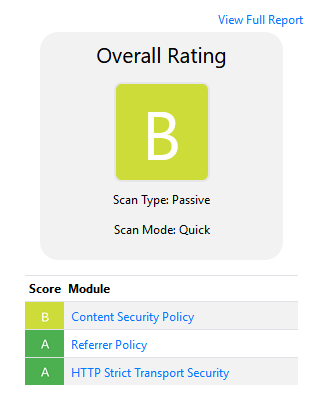 View Full Report
Overall Rating
B
Scan Type: Passive
Scan Mode: Quick
Score Module
B Content Security Policy
A Referrer Policy
A HTTP Strict Transport Security